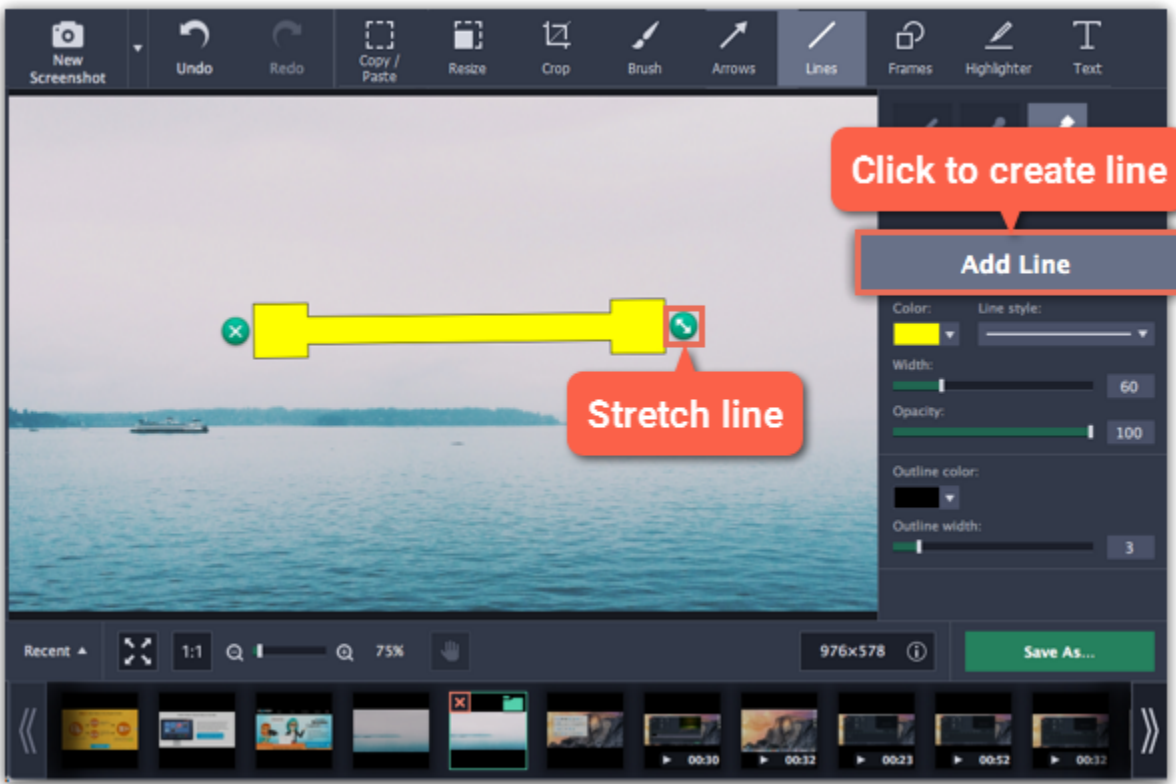 New
Screenshot
Undo
Redo
Copy /
Paste
Resize
Crop
Brush
Arrows
Lines
Frames
Highlighter
Text
Click to create line
Add Line
Color:
Line style:
Width:
60
Opacity:
100
Stretch line
Outline color:
Outline width:
3
Recent
1:1
75%
976×578
Save As...
00:30
00:32
00:23
00:52
00:32